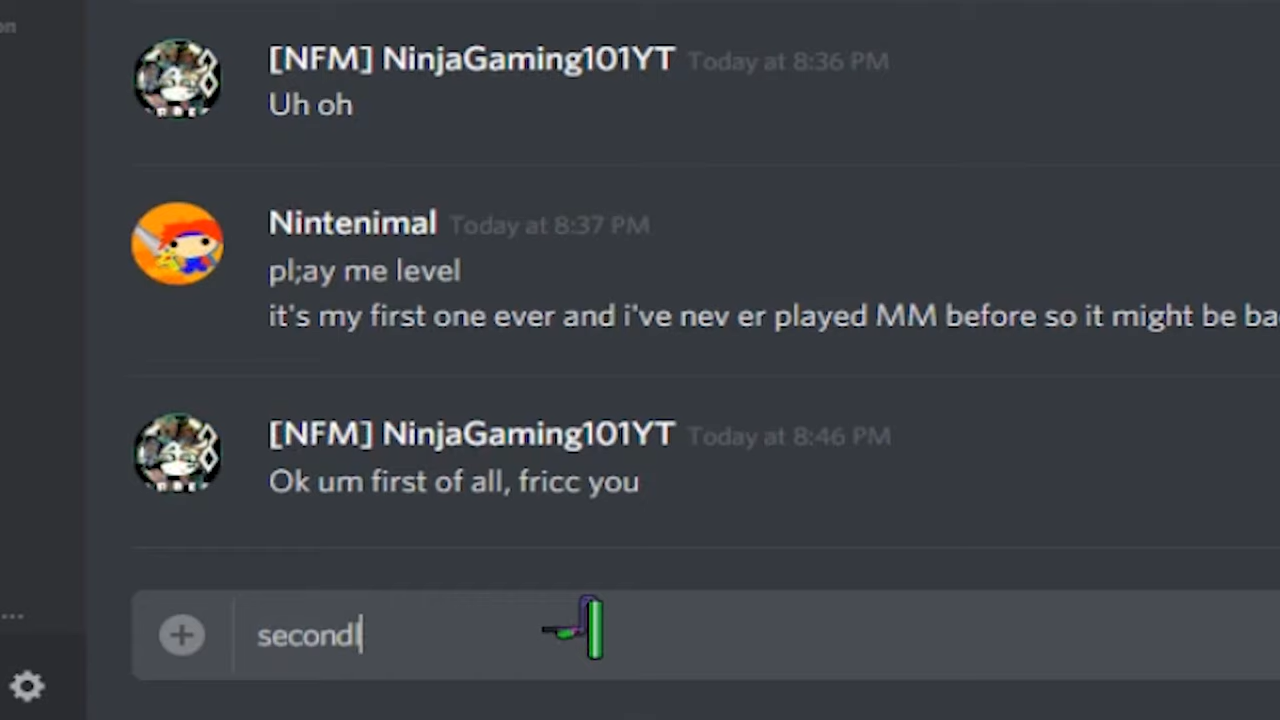 on
[NFM] NinjaGaming101YT Today at 8:36 PM
Uh oh
Nintenimal Today at 8:37 PM
pl;ay me level
it's my first one ever and i've nev er played MM before so it might be ba
[NFM] NinjaGaming101YT Today at 8:46 PM
Ok um first of all, fricc you
secondl
...